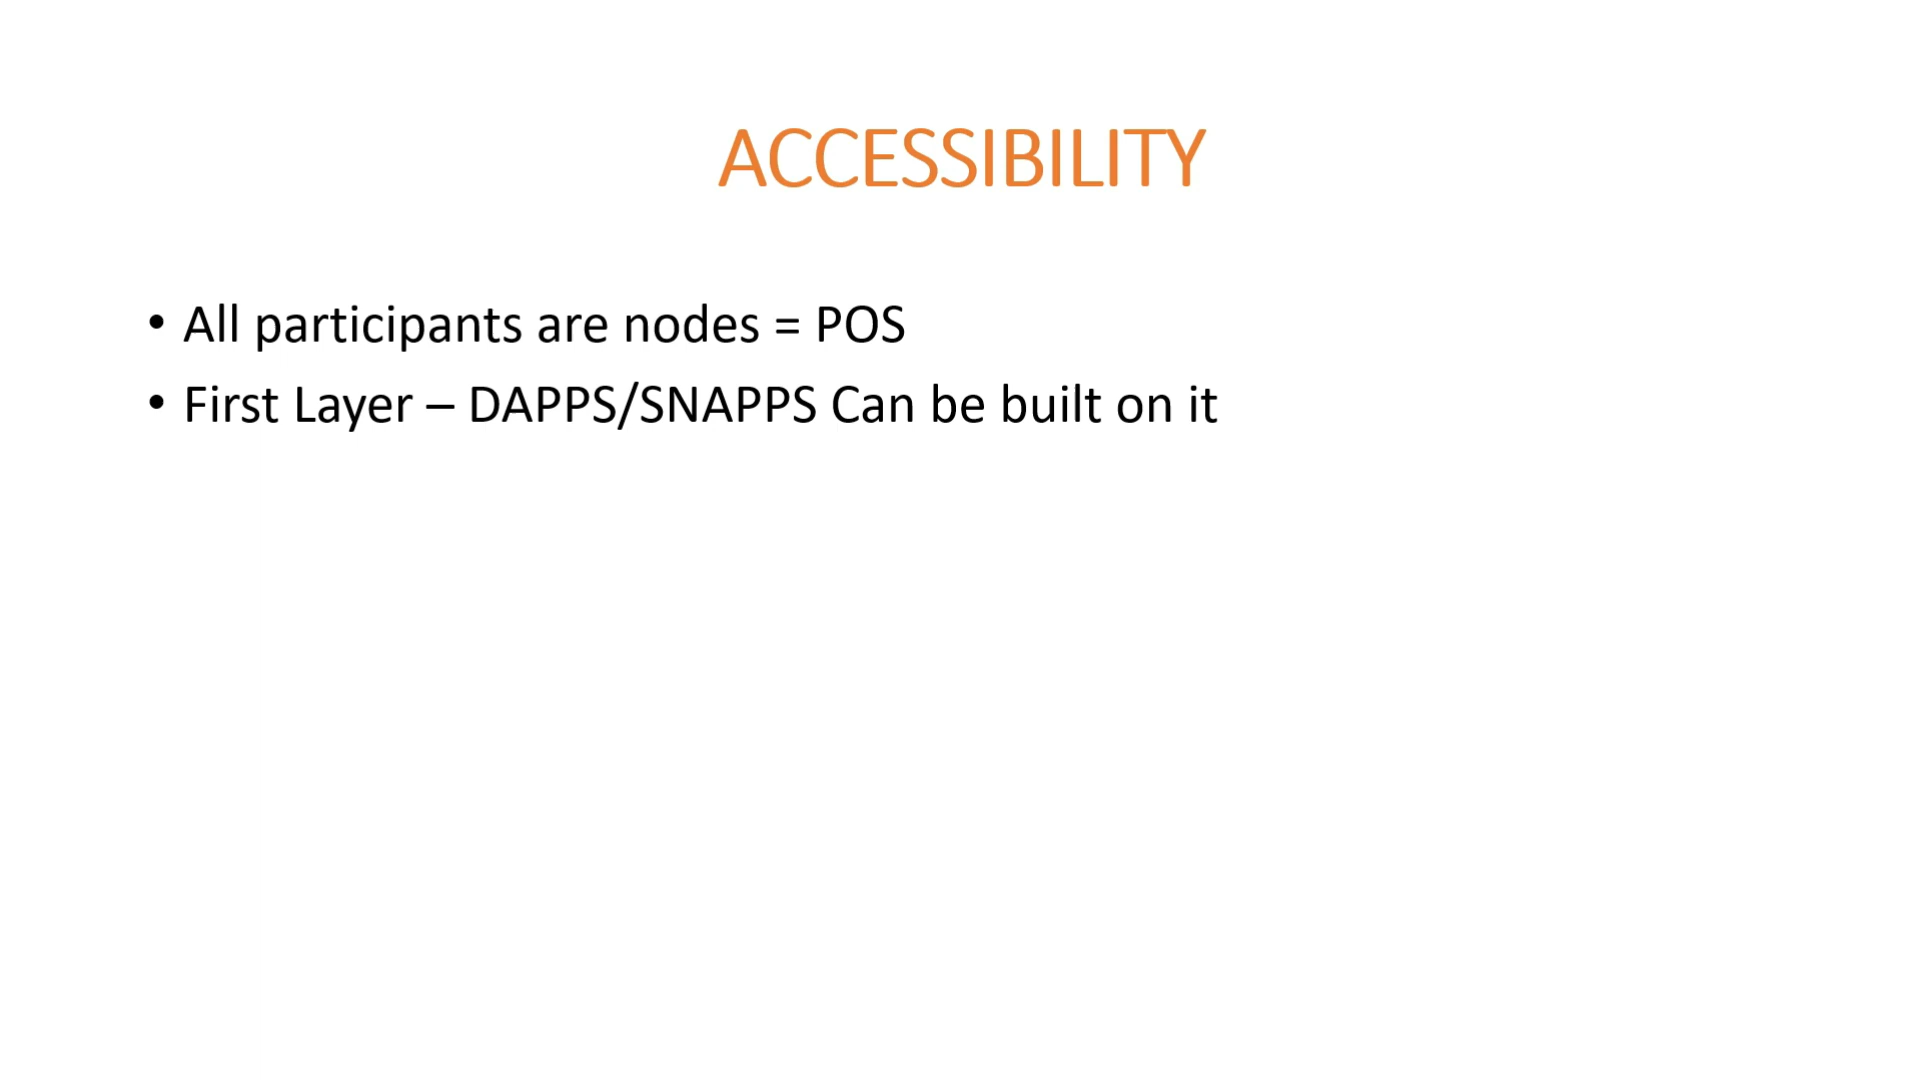 ACCESSIBILITY
• All participants are nodes = POS
• First Layer – DAPPS/SNAPPS Can be built on it